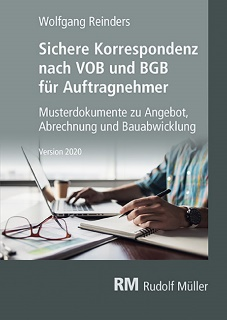 Wolfgang Reinders
Sichere Korrespondenz
nach VOB und BGB
für Auftragnehmer
Musterdokumente zu Angebot,
Abrechnung und Bauabwicklung
Version 2020
RM Rudolf Müller